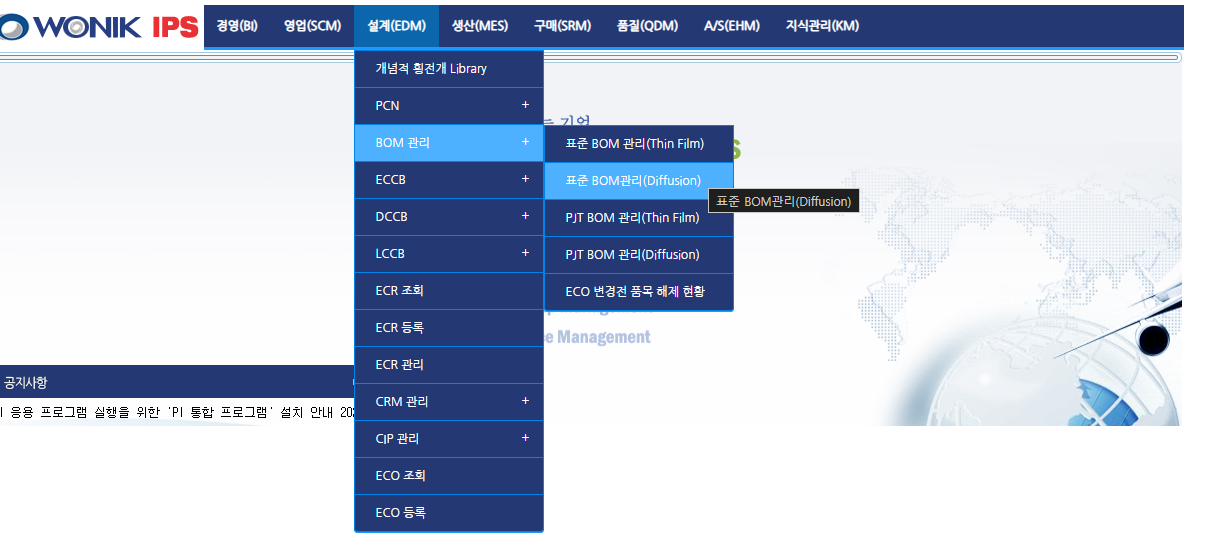 WONIK IPS
경영(BI) 영업(SCM) 설계(EDM) 생산(MES) 구매(SRM) 품질(QDM) A/S(EHM) 지식관리(KM)
개념적 횡전개 Library
PCN +
기업
BOM 관리 +
표준 BOM 관리(Thin Film)
S
ECCB +
표준 BOM관리(Diffusion)
표준 BOM관리(Diffusion)
DCCB +
PJT BOM 관리(Thin Film)
LCCB +
PJT BOM 관리(Diffusion)
ECR 조회
ECO 변경전 품목 해제 현황
ECR 등록
e Management
ECR 관리
공지사항
CRM 관리 +
I 응용 프로그램 실행을 위한 'PI 통합 프로그램' 설치 안내 202
CIP 관리 +
ECO 조회
ECO 등록